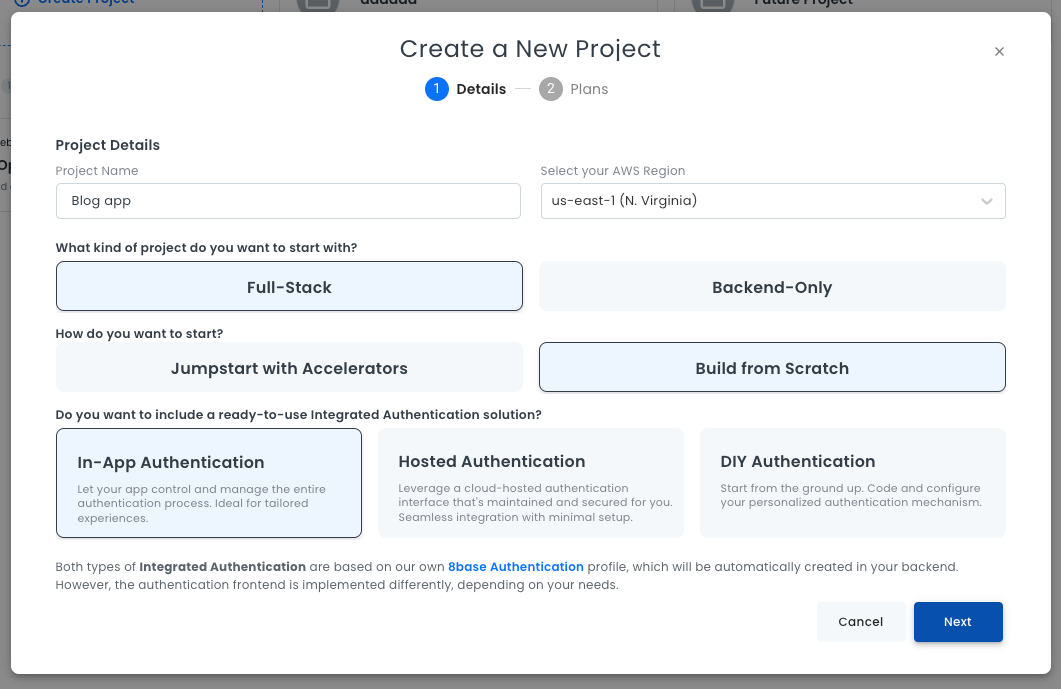 Create Project
Future Project
Create a New Project
×
1 Details 2 Plans
Project Details
Project Name
Select your AWS Region
Blog app
us-east-1 (N. Virginia)
What kind of project do you want to start with?
Full-Stack
Backend-Only
How do you want to start?
Jumpstart with Accelerators
Build from Scratch
Do you want to include a ready-to-use Integrated Authentication solution?
In-App Authentication
Let your app control and manage the entire
authentication process. Ideal for tailored
experiences.
Hosted Authentication
Leverage a cloud-hosted authentication
interface that's maintained and secured for you.
Seamless integration with minimal setup.
DIY Authentication
Start from the ground up. Code and configure
your personalized authentication mechanism.
Both types of Integrated Authentication are based on our own 8base Authentication profile, which will be automatically created in your backend.
However, the authentication frontend is implemented differently, depending on your needs.
Cancel
Next